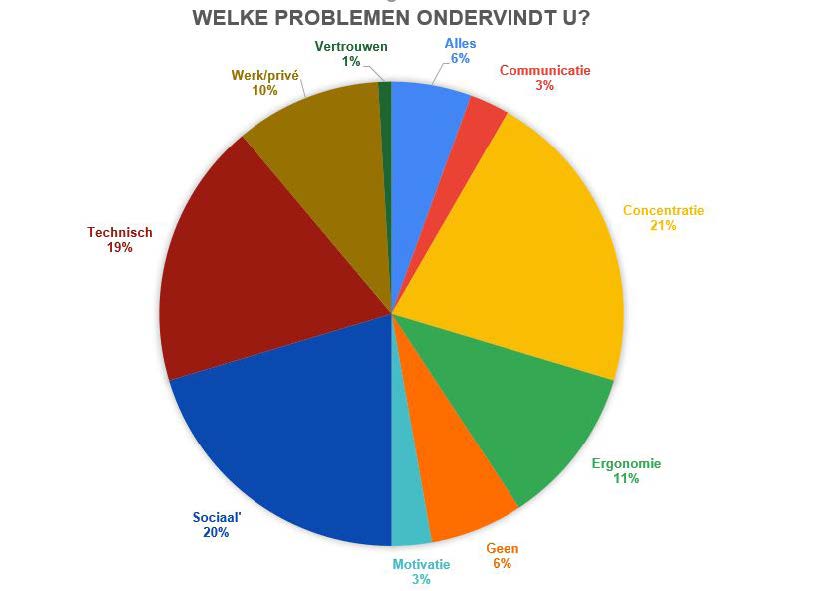 WELKE PROBLEMEN ONDERVINDT U?
Vertrouwen
1%
Alles
6%
Communicatie
3%
Werk/privé
10%
Concentratie
21%
Technisch
19%
Ergonomie
11%
Sociaal'
20%
Geen
6%
Motivatie
3%